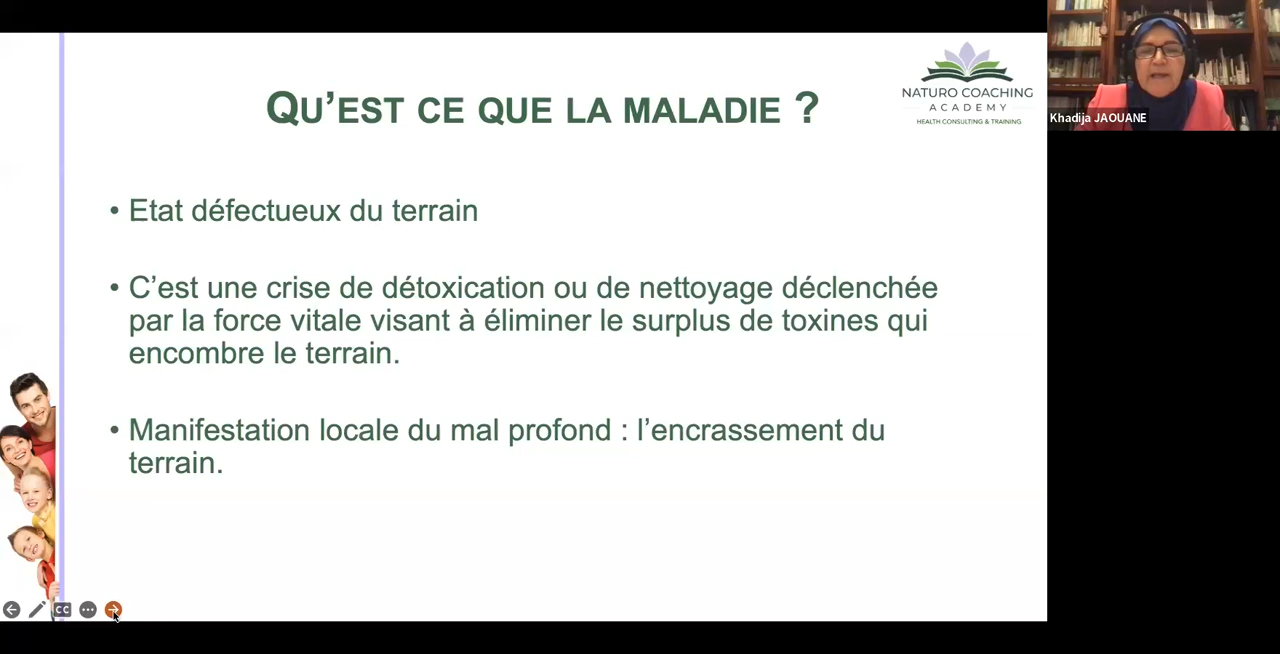 QU’EST CE QUE LA MALADIE ?
NATURO COACHING
ACADEMY
HEALTH CONSULTING & TRAINING
Khadija JAOUANE
• Etat défectueux du terrain
• C’est une crise de détoxication ou de nettoyage déclenchée
par la force vitale visant à éliminer le surplus de toxines qui
encombre le terrain.
• Manifestation locale du mal profond : l’encrassement du
terrain.
CC